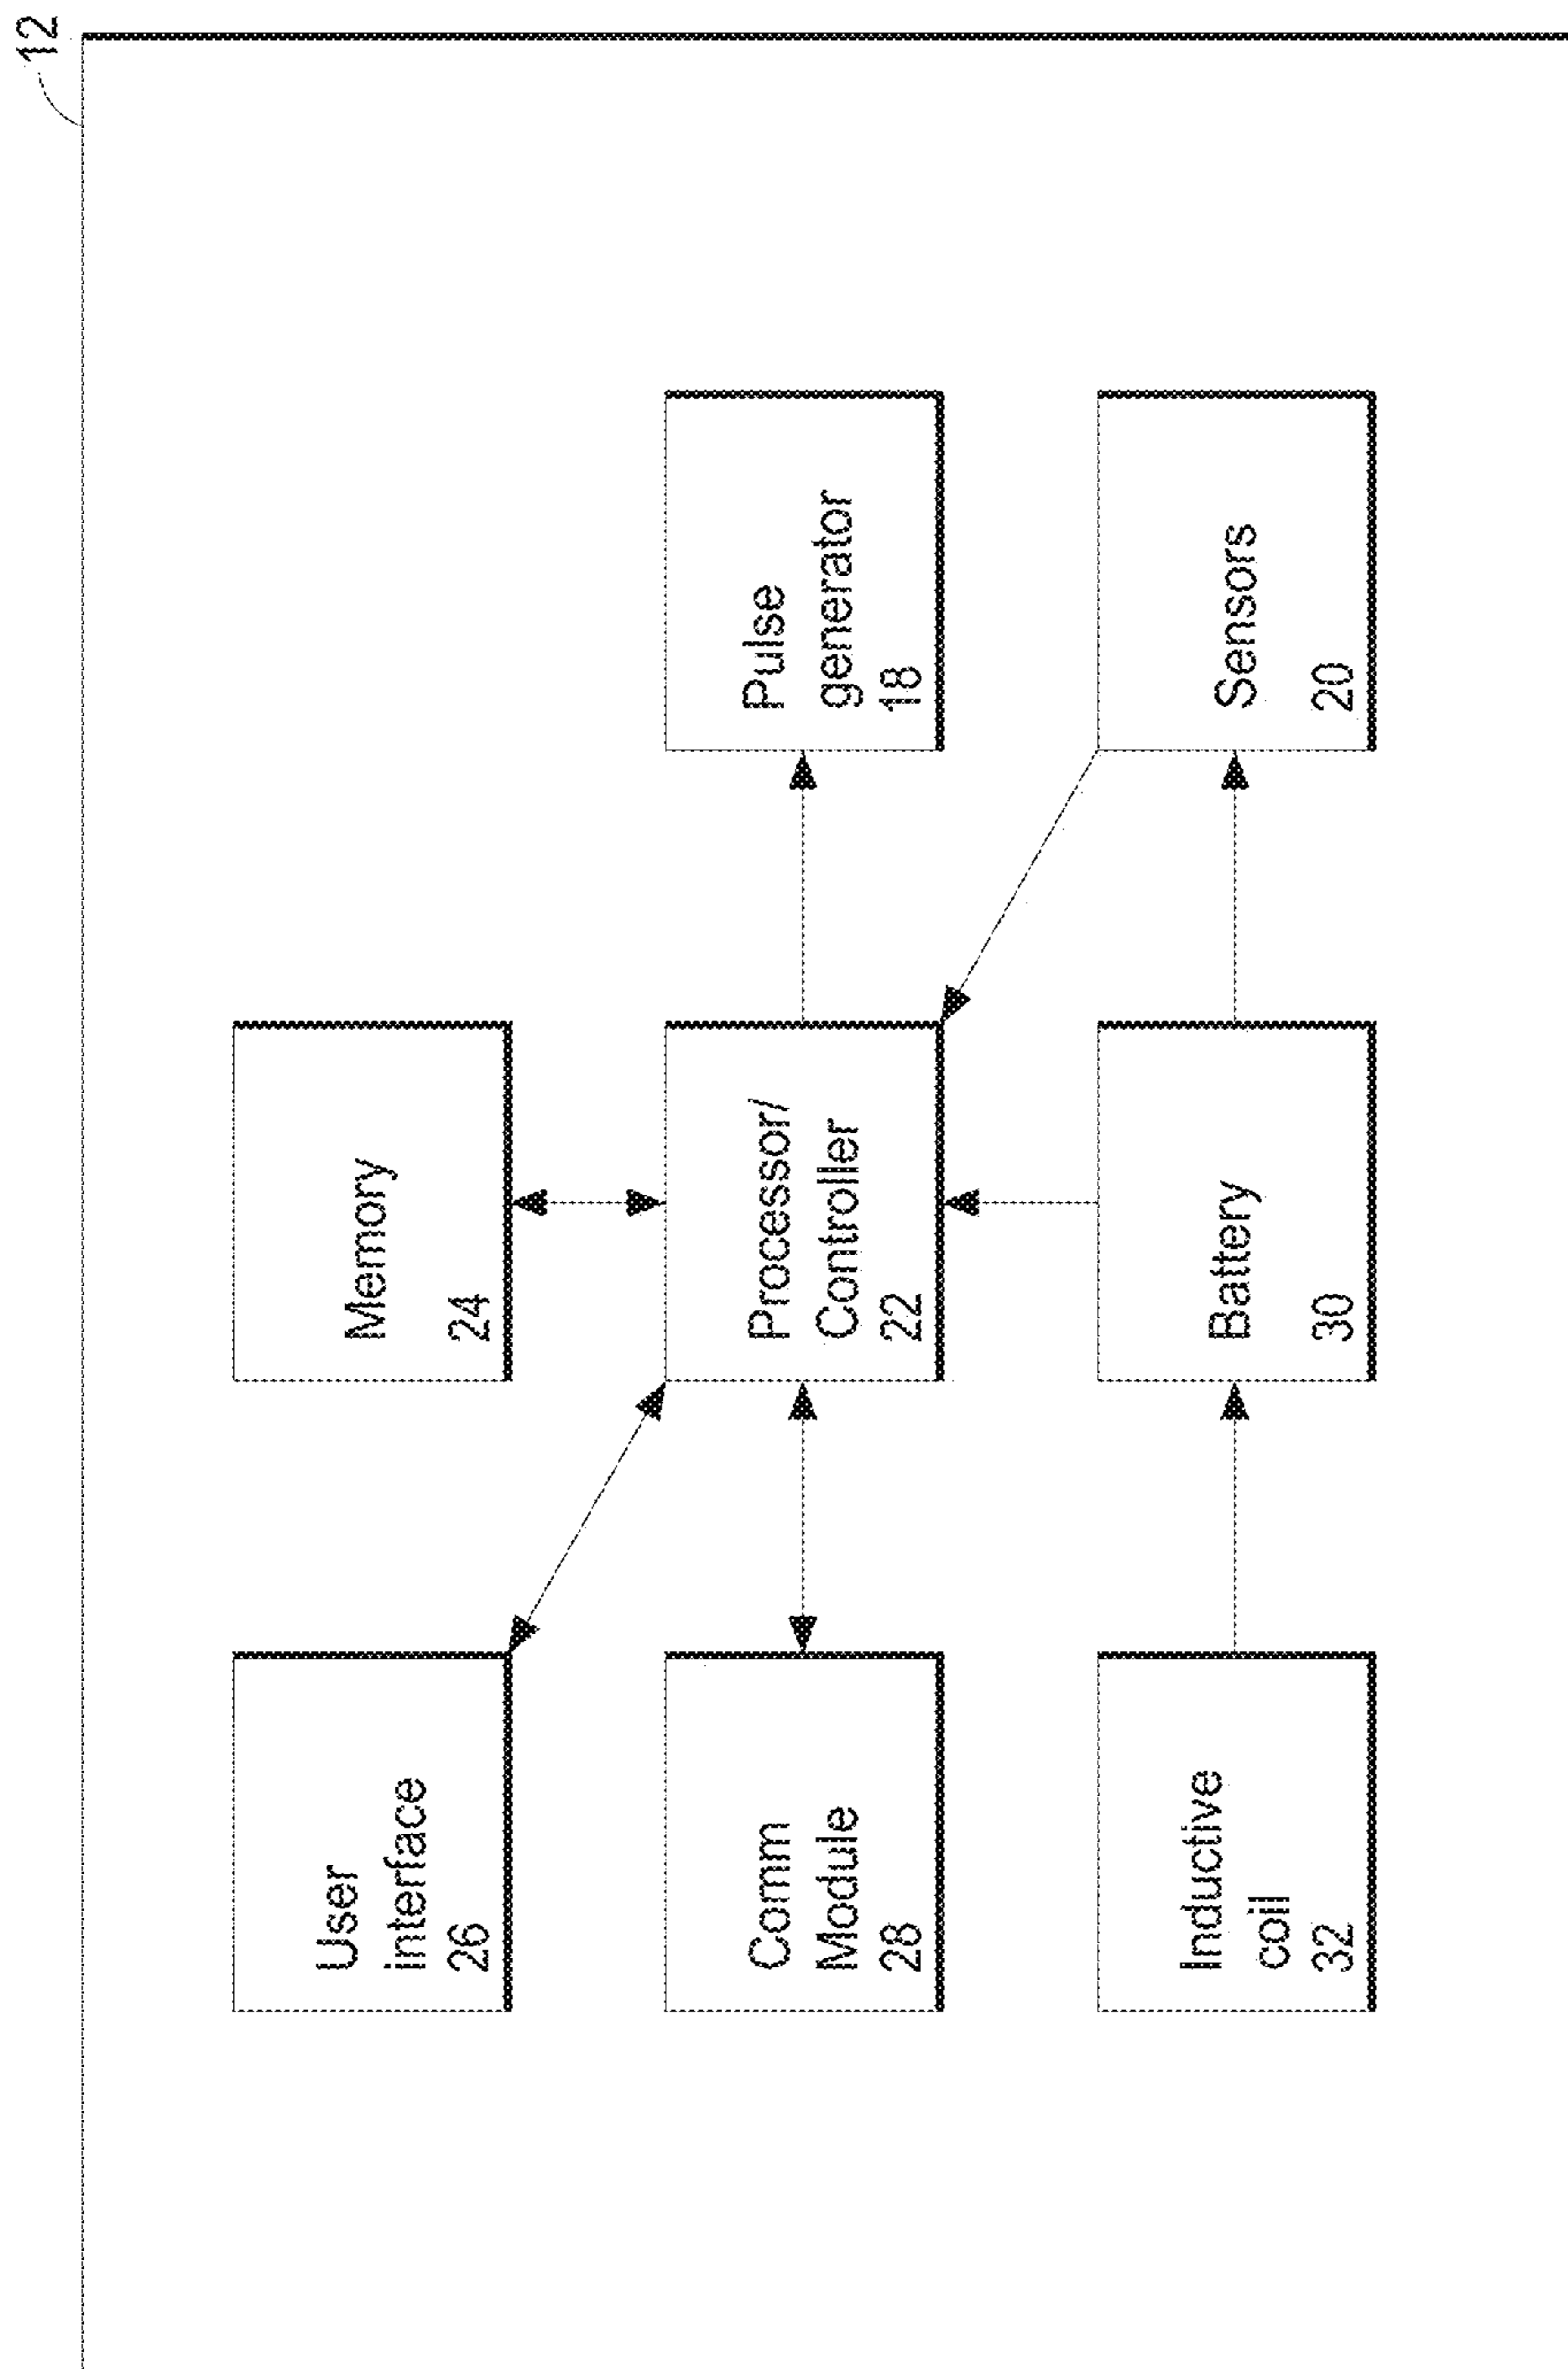 12
User
interface
26
Memory
24
Comm
Module
28
Processor/
Controller
22
Pulse
generator
18
Inductive
coil
32
Battery
30
Sensors
20